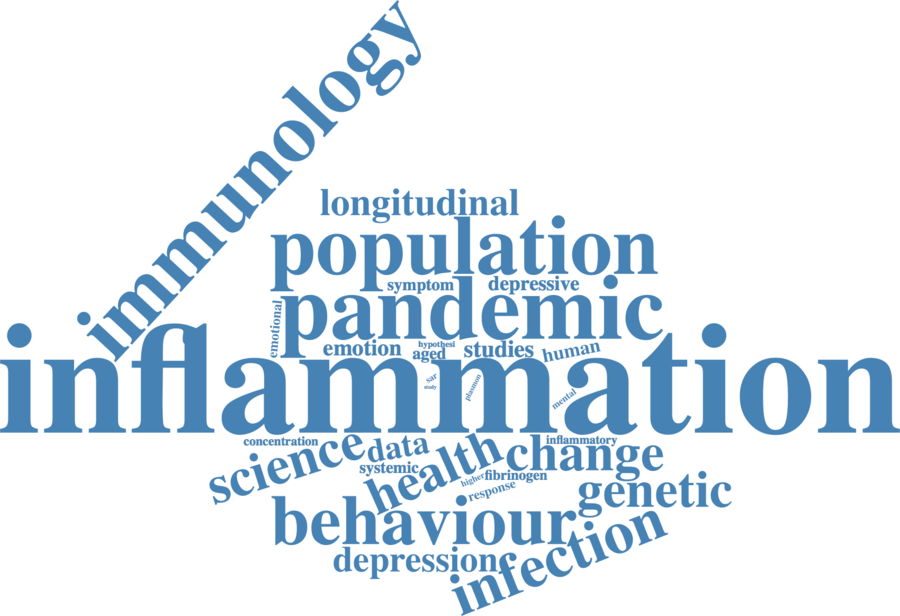 immunology
longitudinal
population
symptom
depressive
pandemic
emotional
inflammation
emotion
aged
hypothesi
studies
human
sar
study
plasmon
mental
concentration
science
data
systemic
health
change
inflammatory
higher
fibrinogen
response
genetic
behaviour
depression
infection